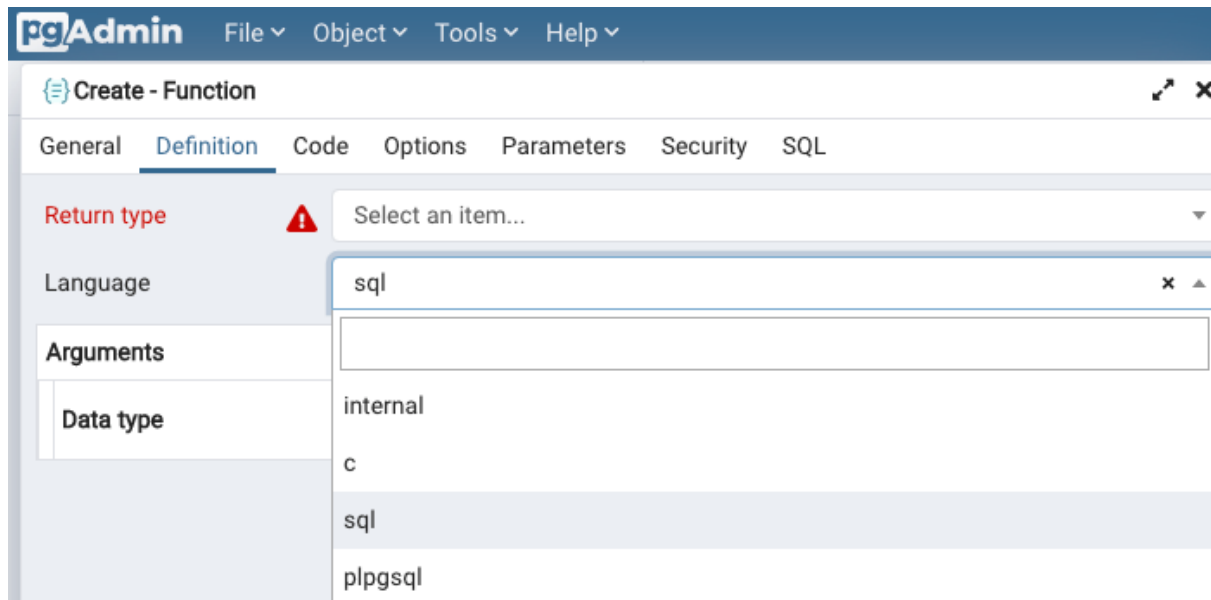 pgAdmin File Object Tools Help
Create - Function
General Definition Code Options Parameters Security SQL
Return type Select an item...
Language sql
Arguments
internal
Data type
c
sql
plpgsql